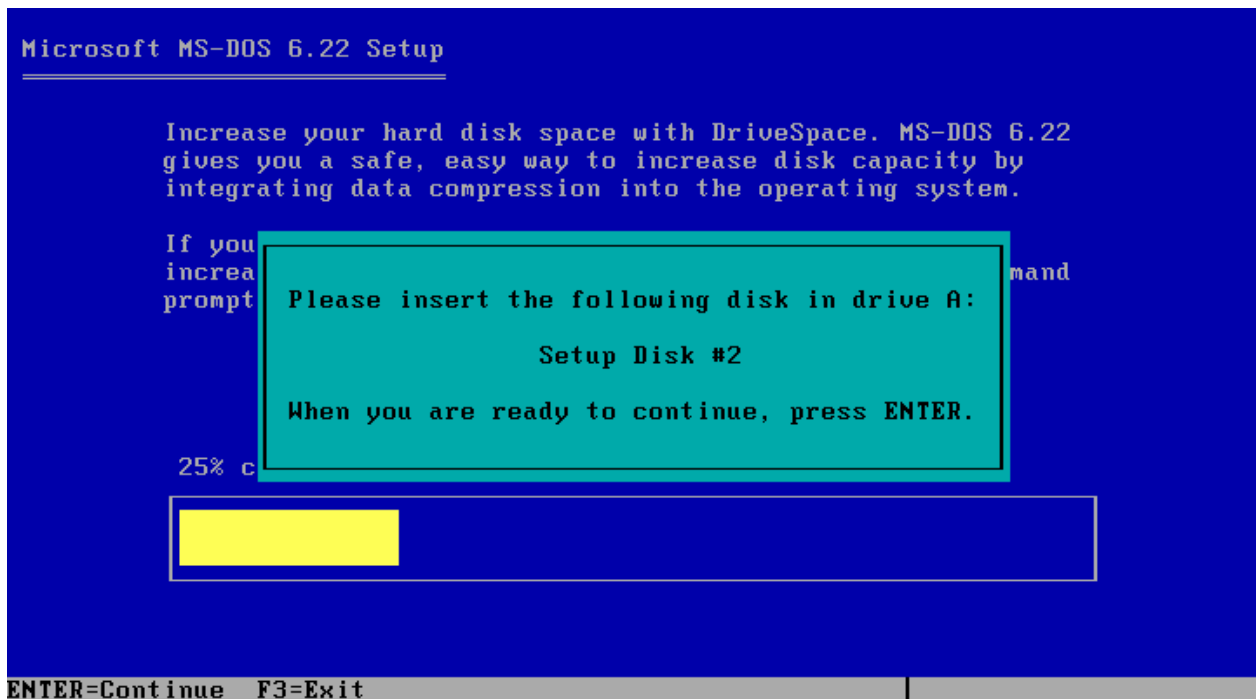 Microsoft MS-DOS 6.22 Setup
Increase your hard disk space with DriveSpace. MS-DOS 6.22
gives you a safe, easy way to increase disk capacity by
integrating data compression into the operating system.
If you
increa mand
prompt
Please insert the following disk in drive A:
Setup Disk #2
When you are ready to continue, press ENTER.
25% c
ENTER=Continue F3=Exit